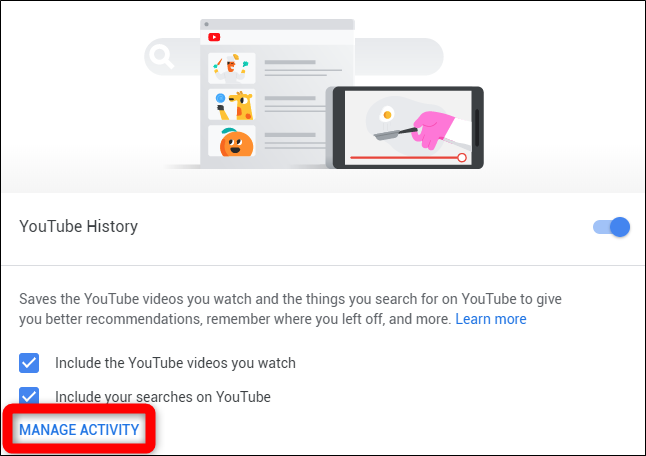 YouTube History
Saves the YouTube videos you watch and the things you search for on YouTube to give
you better recommendations, remember where you left off, and more. Learn more
Include the YouTube videos you watch
Include your searches on YouTube
MANAGE ACTIVITY